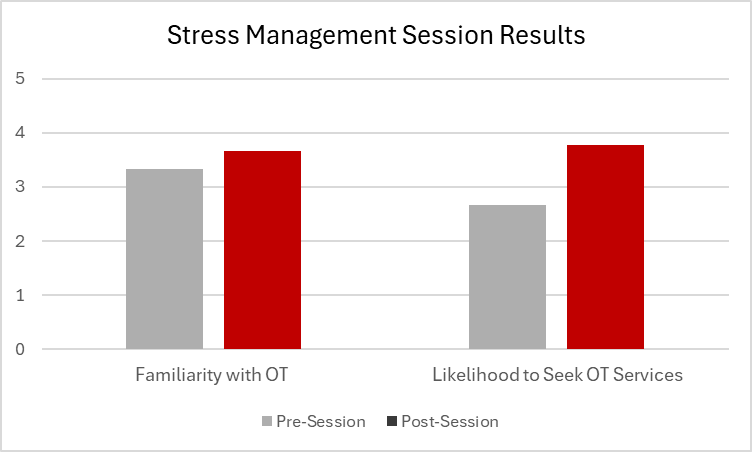 Stress Management Session Results
5
4
3
2
1
0
Familiarity with OT
Likelihood to Seek OT Services
Pre-Session
Post-Session